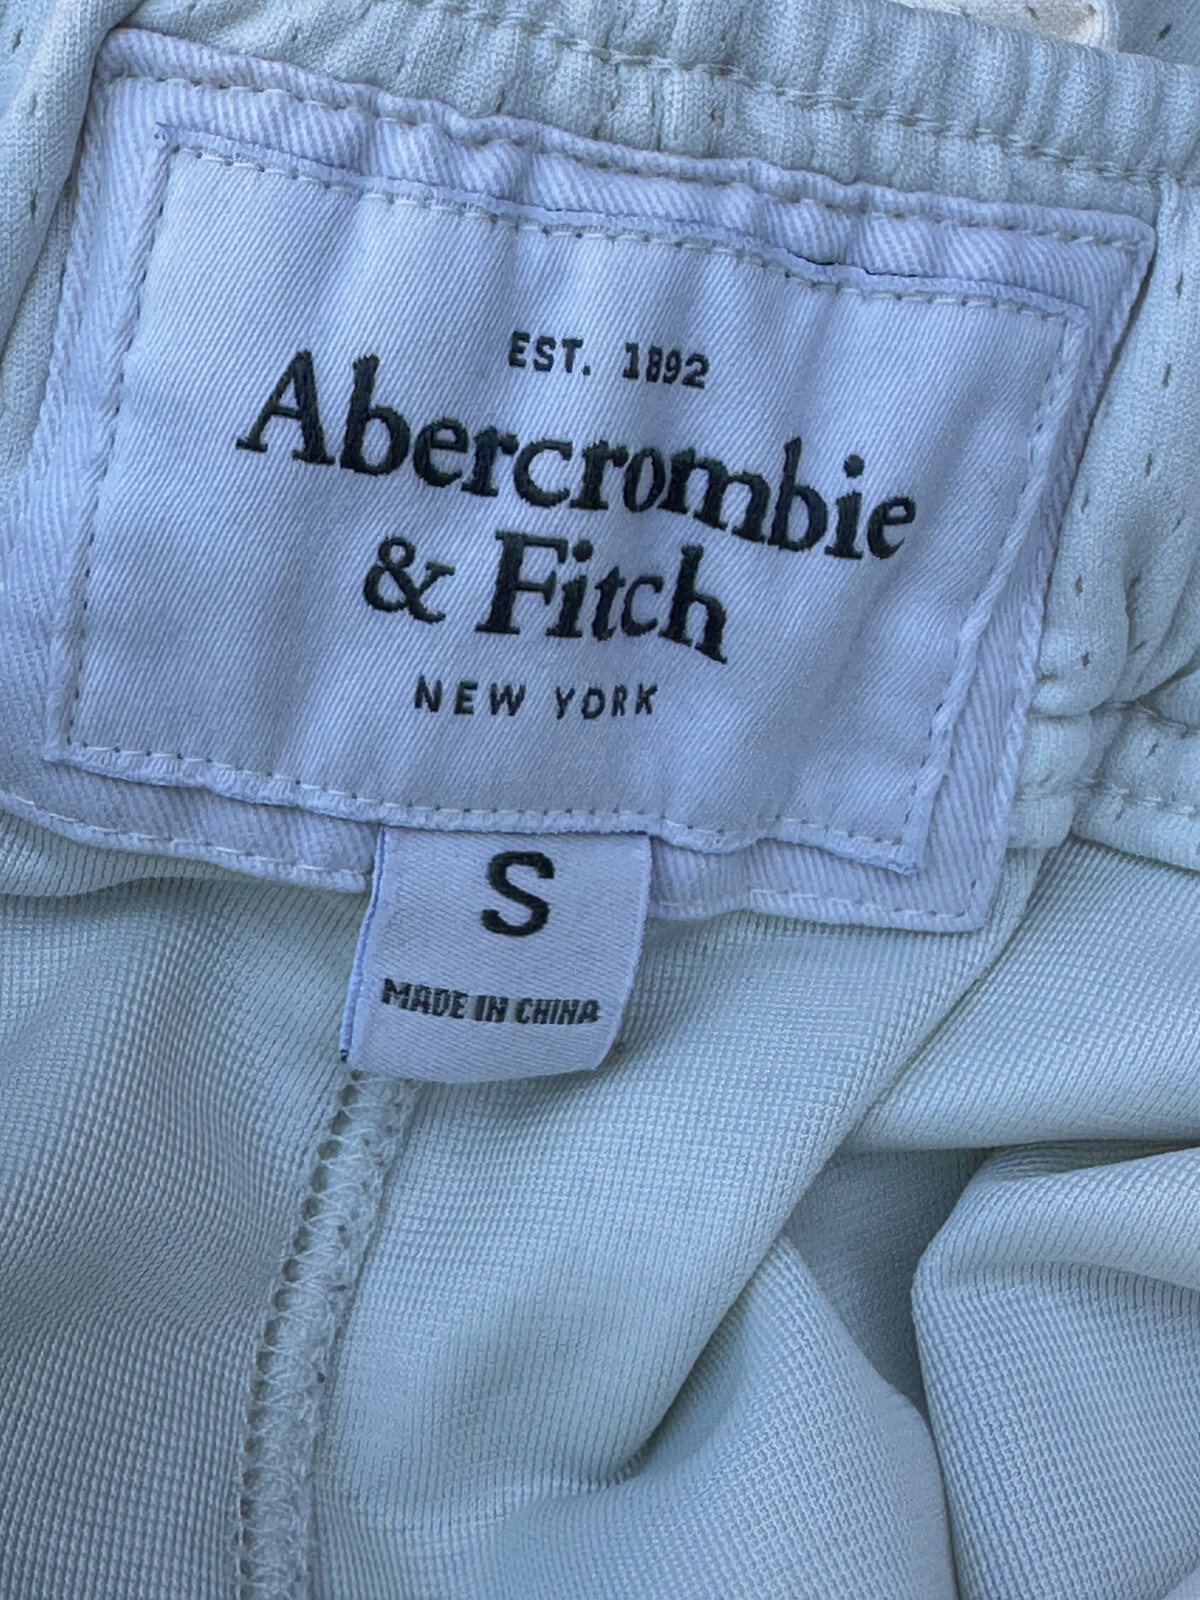 EST. 1892
Abercrombie
& Fitch
NEW YORK
S
MADE IN CHINA